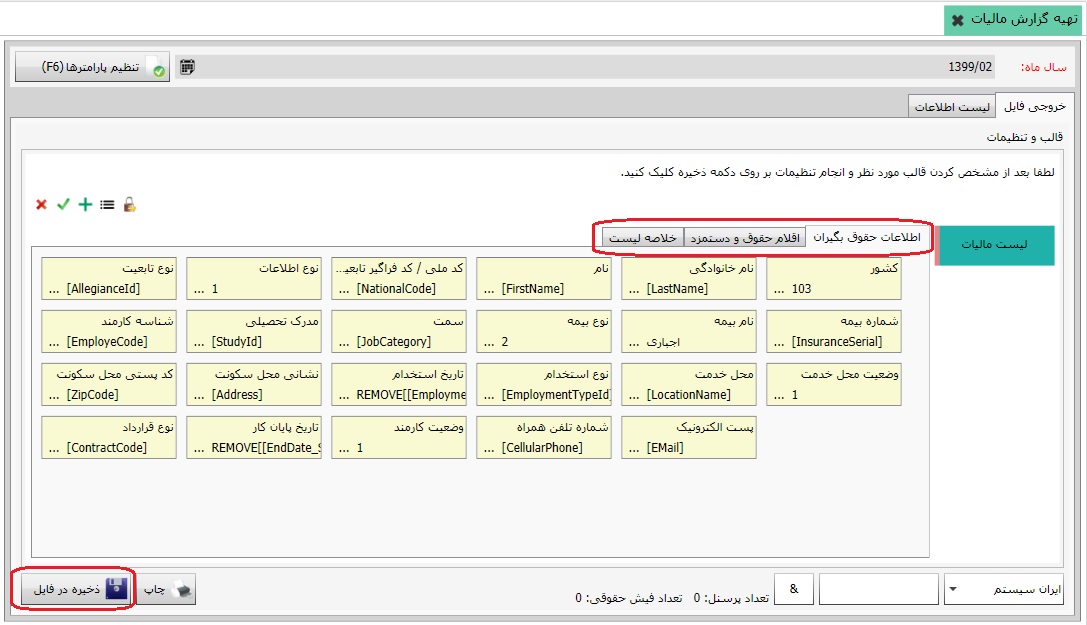 تهیه گزارش مالیات
سال ماه:
1399/02
تنظیم پارامترها (F6)
خروجی فایل
لیست اطلاعات
قالب و تنظیمات
لطفا بعد از مشخص کردن قالب مورد نظر و انجام تنظیمات بر روی دکمه ذخیره کلیک کنید.
لیست مالیات
اطلاعات حقوق بگیران
اقلام حقوق و دستمزد
خلاصه لیست
کشور
103 ...
نام خانوادگی
[LastName] ...
نام
[FirstName] ...
کد ملی / کد فراگیر تابعی...
[NationalCode] ...
نوع اطلاعات
1 ...
نوع تابعیت
[AllegianceId] ...
شماره بیمه
[InsuranceSerial] ...
نام بیمه
اجباری ...
نوع بیمه
2 ...
سمت
[JobCategory] ...
مدرک تحصیلی
[StudyId] ...
شناسه کارمند
[EmployeCode] ...
وضعیت محل خدمت
1 ...
محل خدمت
[LocationName] ...
نوع استخدام
[EmploymentTypeId] ...
تاریخ استخدام
REMOVE[[Employme ...
نشانی محل سکونت
[Address] ...
کد پستی محل سکونت
[ZipCode] ...
پست الکترونیک
[EMail] ...
شماره تلفن همراه
[CellularPhone] ...
وضعیت کارمند
1 ...
تاریخ پایان کار
REMOVE[[EndDate_S ...
نوع قرارداد
[ContractCode] ...
ایران سیستم
&
تعداد پرسنل: 0
تعداد فیش حقوقی: 0
چاپ
ذخیره در فایل